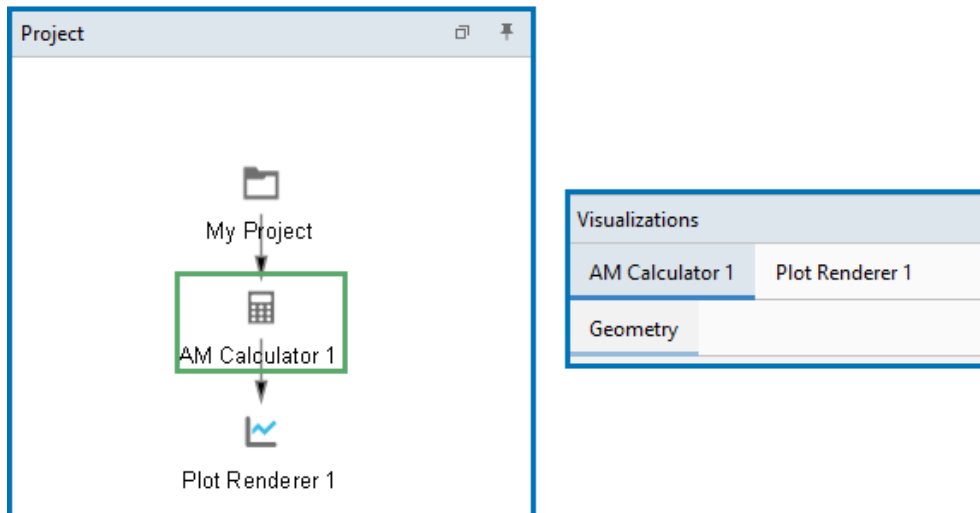 Project
My Project
AM Calculator 1
Plot Renderer 1
Visualizations
AM Calculator 1 Plot Renderer 1
Geometry